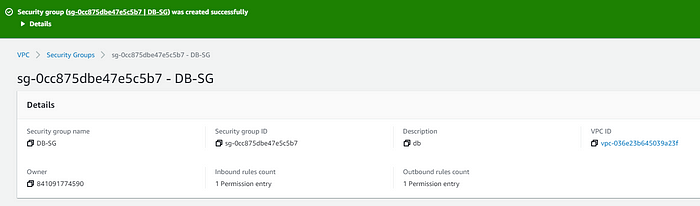 Security group (sg-0cc875dbe47e5c5b7 | DB-SG) was created successfully
Details
VPC > Security Groups > sg-0cc875dbe47e5c5b7 - DB-SG
sg-0cc875dbe47e5c5b7 - DB-SG
Details
Security group name Security group ID Description VPC ID
DB-SG sg-0cc875dbe47e5c5b7 db vpc-036e23b645039a23f
Owner Inbound rules count Outbound rules count
841091774590 1 Permission entry 1 Permission entry